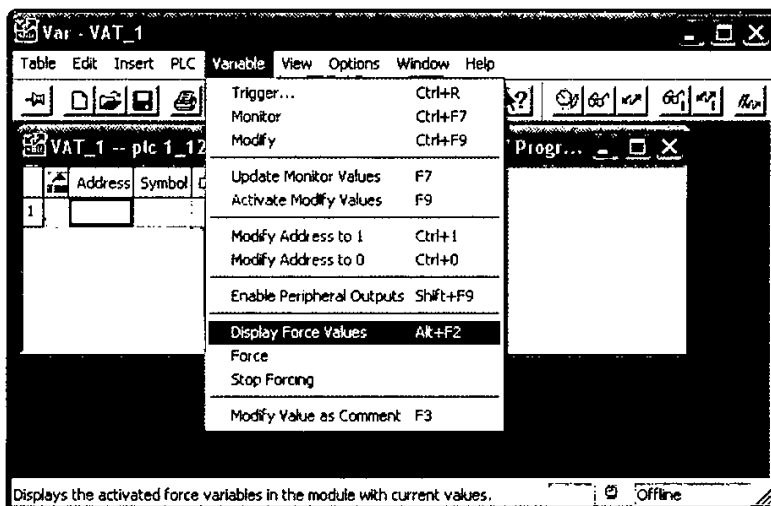 Var - VAT_1
Table Edit Insert PLC Variable View Options Window Help
Trigger... Ctrl+R
Monitor Ctrl+F7
Modify Ctrl+F9
VAT_1 -- plc 1_12
Progr...
Address Symbol
1
Update Monitor Values F7
Activate Modify Values F9
Modify Address to 1 Ctrl+1
Modify Address to 0 Ctrl+0
Enable Peripheral Outputs Shift+F9
Display Force Values Alt+F2
Force
Stop Forcing
Modify Value as Comment F3
Displays the activated force variables in the module with current values.
Offline